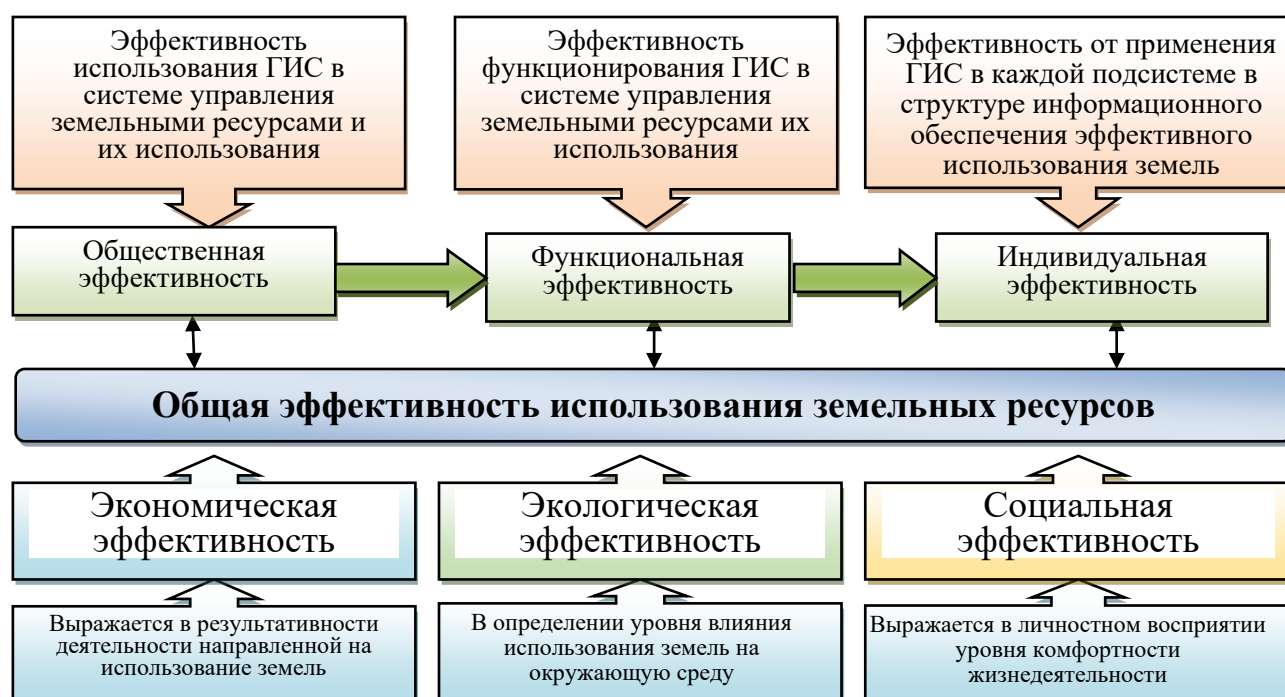 Эффективность
использования ГИС в
системе управления
земельными ресурсами и
их использования
Эффективность
функционирования ГИС в
системе управления
земельными ресурсами их
использования
Эффективность от применения
ГИС в каждой подсистеме в
структуре информационного
обеспечения эффективного
использования земель
Общественная
эффективность
Функциональная
эффективность
Индивидуальная
эффективность
Общая эффективность использования земельных ресурсов
Экономическая
эффективность
Экологическая
эффективность
Социальная
эффективность
Выражается в результативности
деятельности направленной на
использование земель
В определении уровня влияния
использования земель на
окружающую среду
Выражается в личностном восприятии
уровня комфортности
жизнедеятельности